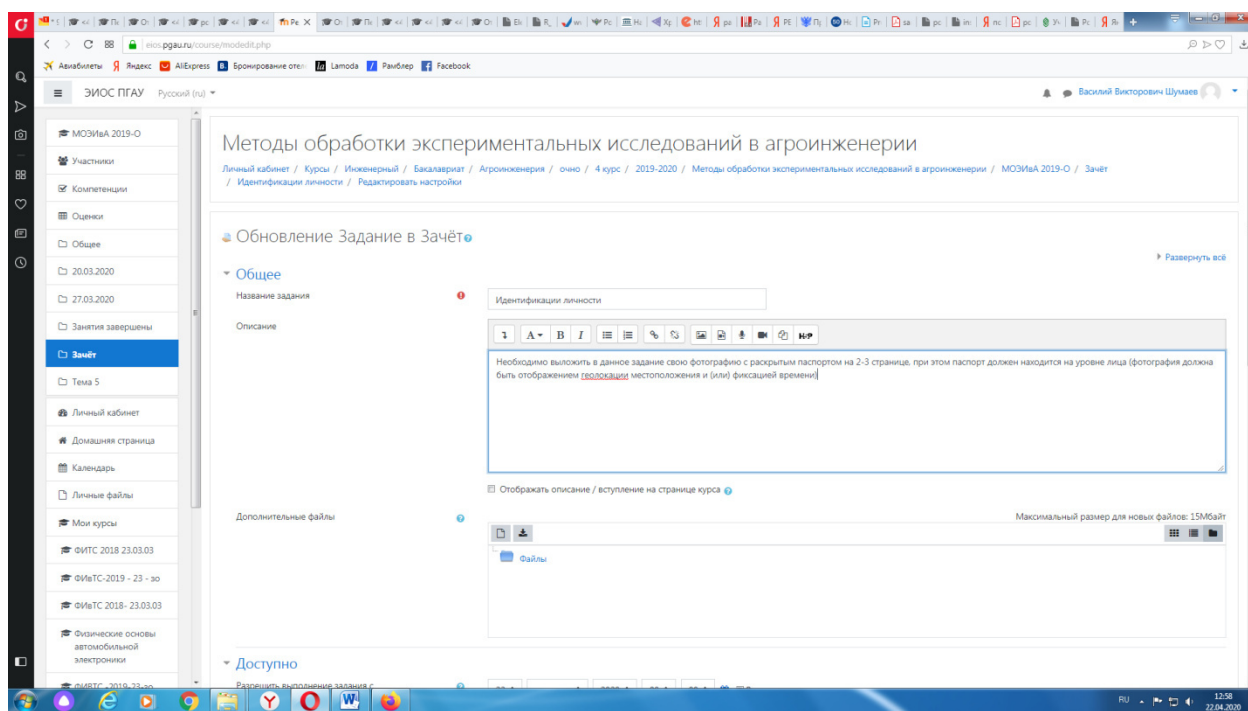 eios.pgau.ru/course/modedit.php
Авиабилеты Яндекс AliExpress Бронирование отел Lamoda Рамблер Facebook
ЭИОС ПГАУ Русский (ru)
Василий Викторович Шумаев
МОЭИвА 2019-О
Участники
Компетенции
Оценки
Общее
20.03.2020
27.03.2020
Занятия завершены
Зачёт
Тема 5
Личный кабинет
Домашняя страница
Календарь
Личные файлы
Мои курсы
ФИТС 2018 23.03.03
ФИвТС-2019 - 23 - зо
ФИвТС 2018- 23.03.03
Физические основы
автомобильной
электроники
ФИВТС -2019-23-зо
Методы обработки экспериментальных исследований в агроинженерии
Личный кабинет / Курсы / Инженерный / Бакалавриат / Агроинженерия / очно / 4 курс / 2019-2020 / Методы обработки экспериментальных исследований в агроинженерии / МОЭИвА 2019-О / Зачёт
/ Идентификации личности / Редактировать настройки
Обновление Задание в Зачёт
Развернуть всё
Общее
Название задания
Идентификации личности
Описание
Необходимо выложить в данное задание свою фотографию с раскрытым паспортом на 2-3 странице, при этом паспорт должен находится на уровне лица (фотография должна
быть отображением геолокации местоположения и (или) фиксацией времени)
Отображать описание / вступление на странице курса
Дополнительные файлы
Максимальный размер для новых файлов: 15Мбайт
Файлы
Доступно
Разрешить выполнение задания с
RU
12:58
22.04.2020